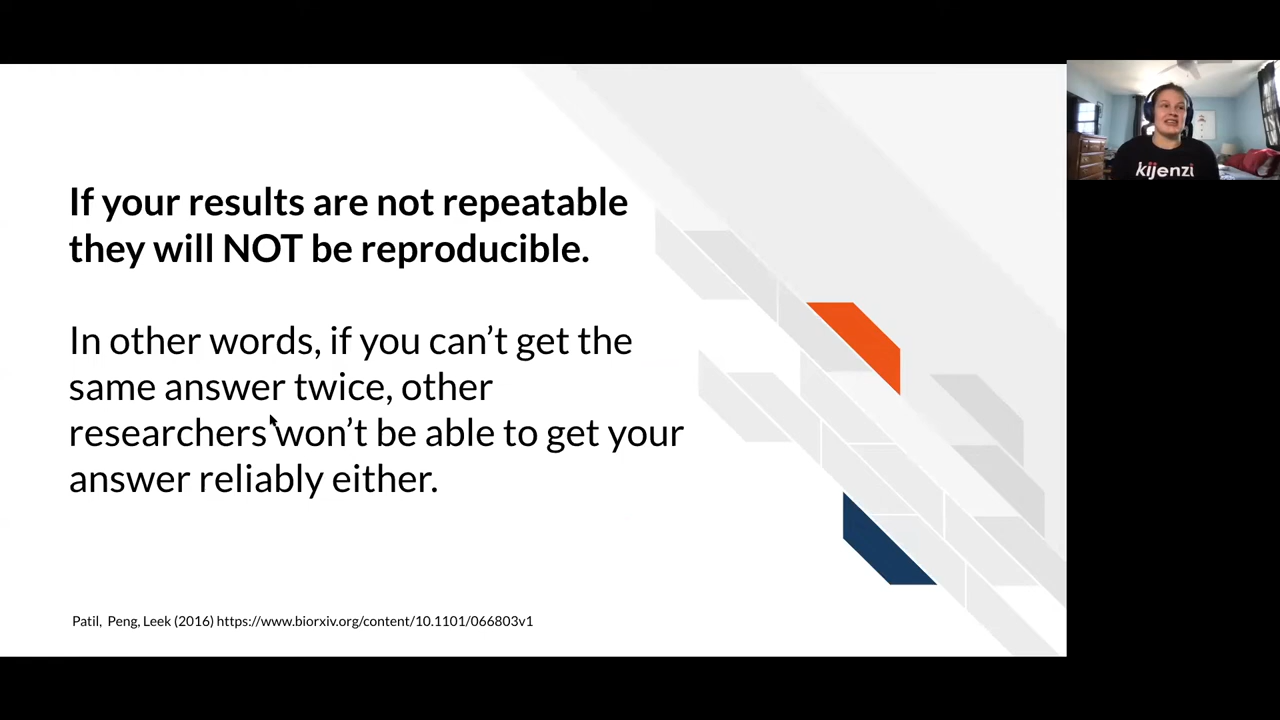 If your results are not repeatable
they will NOT be reproducible.
In other words, if you can’t get the
same answer twice, other
researchers won’t be able to get your
answer reliably either.
Patil, Peng, Leek (2016) https://www.biorxiv.org/content/10.1101/066803v1
kijenzi